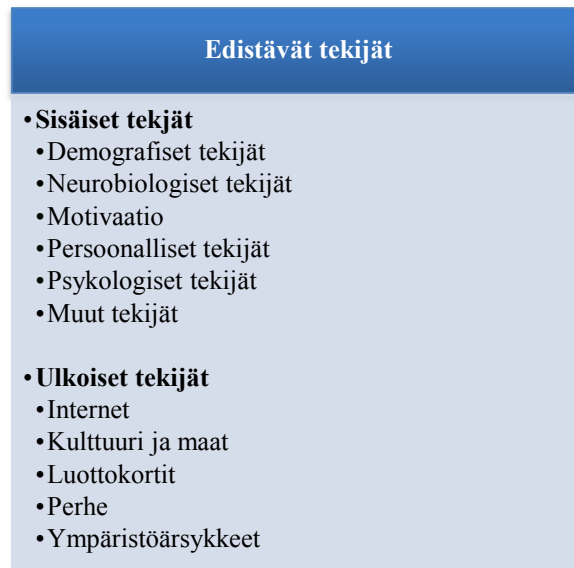 Edistävät tekijät
•Sisäiset tekjät
•Demografiset tekijät
•Neurobiologiset tekijät
•Motivaatio
•Persoonalliset tekijät
•Psykologiset tekijät
•Muut tekijät
•Ulkoiset tekijät
•Internet
•Kulttuuri ja maat
•Luottokortit
•Perhe
•Ympäristöärsykkeet